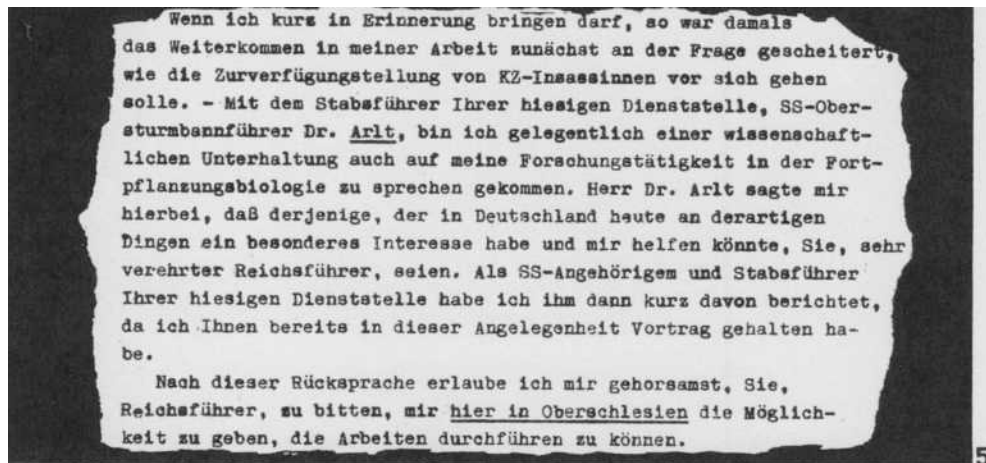 Wenn ich kurz in Erinnerung bringen darf, so war damals
das Weiterkommen in meiner Arbeit zunächst an der Frage gescheitert,
wie die Zurverfügungstellung von KZ-Insassinnen vor sich gehen
solle. - Mit dem Stabsführer Ihrer hiesigen Dienststelle, SS-Ober-
sturmbannführer Dr. Arlt, bin ich gelegentlich einer wissenschaft-
lichen Unterhaltung auch auf meine Forschungstätigkeit in der Fort-
pflanzungsbiologie zu sprechen gekommen. Herr Dr. Arlt sagte mir
hierbei, daß derjenige, der in Deutschland heute an derartigen
Dingen ein besonderes Interesse habe und mir helfen könnte, Sie, sehr
verehrter Reichsführer, seien. Als SS-Angehörigem und Stabsführer
Ihrer hiesigen Dienststelle habe ich ihm dann kurz davon berichtet,
da ich Ihnen bereits in dieser Angelegenheit Vortrag gehalten ha-
be.
Nach dieser Rücksprache erlaube ich mir gehorsamst, Sie,
Reichsführer, zu bitten, mir hier in Oberschlesien die Möglich-
keit zu geben, die Arbeiten durchführen zu können.
5